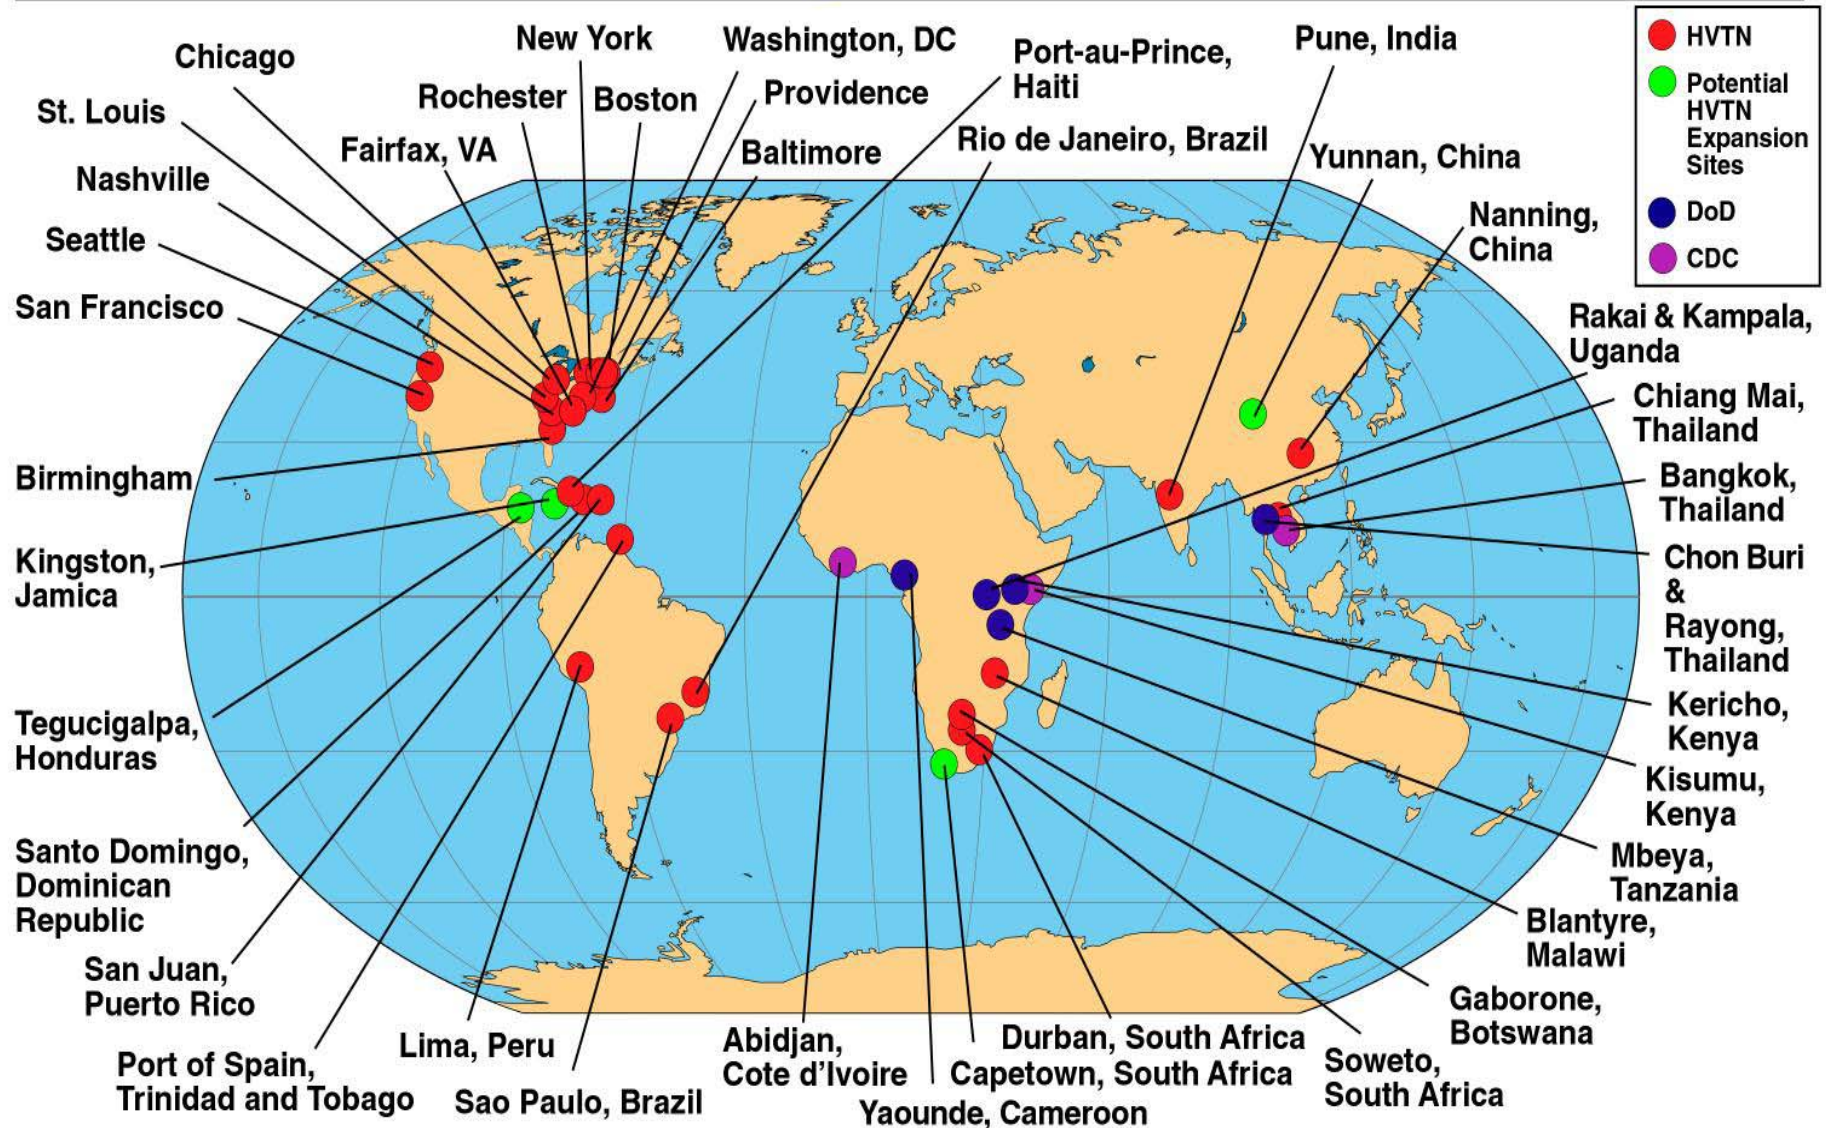 Chicago
New York
Washington, DC
Port-au-Prince,
Haiti
Pune, India
HVTN
Potential
HVTN
Expansion
Sites
DoD
CDC
St. Louis
Rochester
Boston
Providence
Fairfax, VA
Baltimore
Rio de Janeiro, Brazil
Yunnan, China
Nashville
Nanning,
China
Seattle
San Francisco
Rakai & Kampala,
Uganda
Chiang Mai,
Thailand
Birmingham
Bangkok,
Thailand
Kingston,
Jamica
Chon Buri
&
Rayong,
Thailand
Tegucigalpa,
Honduras
Kericho,
Kenya
Kisumu,
Kenya
Santo Domingo,
Dominican
Republic
Mbeya,
Tanzania
Blantyre,
Malawi
San Juan,
Puerto Rico
Gaborone,
Botswana
Port of Spain,
Trinidad and Tobago
Lima, Peru
Sao Paulo, Brazil
Abidjan,
Cote d'Ivoire
Durban, South Africa
Capetown, South Africa
Yaounde, Cameroon
Soweto,
South Africa